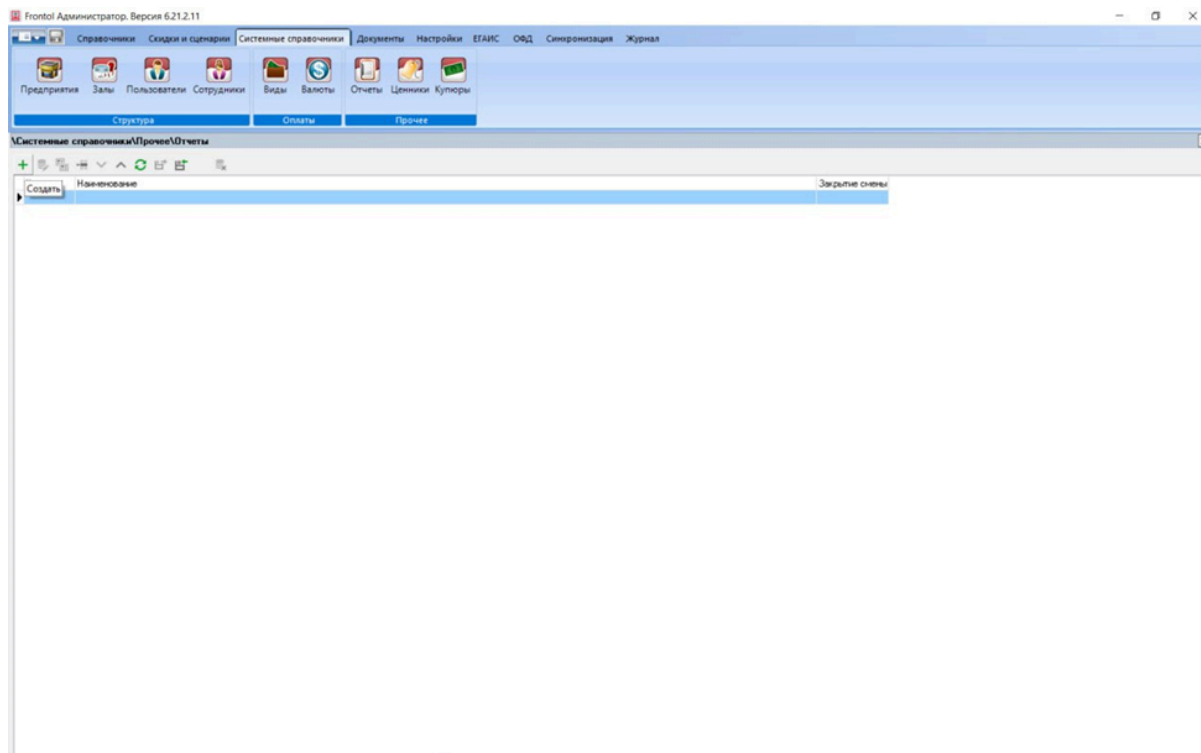 Frontol Администратор. Версия 6.21.2.11
Справочники Скидки и сценарии Системные справочники Документы Настройки ЕГАИС ОФД Синхронизация Журнал
Предприятия Залы Пользователи Сотрудники Виды Валюты Отчеты Ценники Купюры
Структура Оплаты Прочее
\Системные справочники\Прочее\Отчеты
Наименование Закрытие смены
Создать